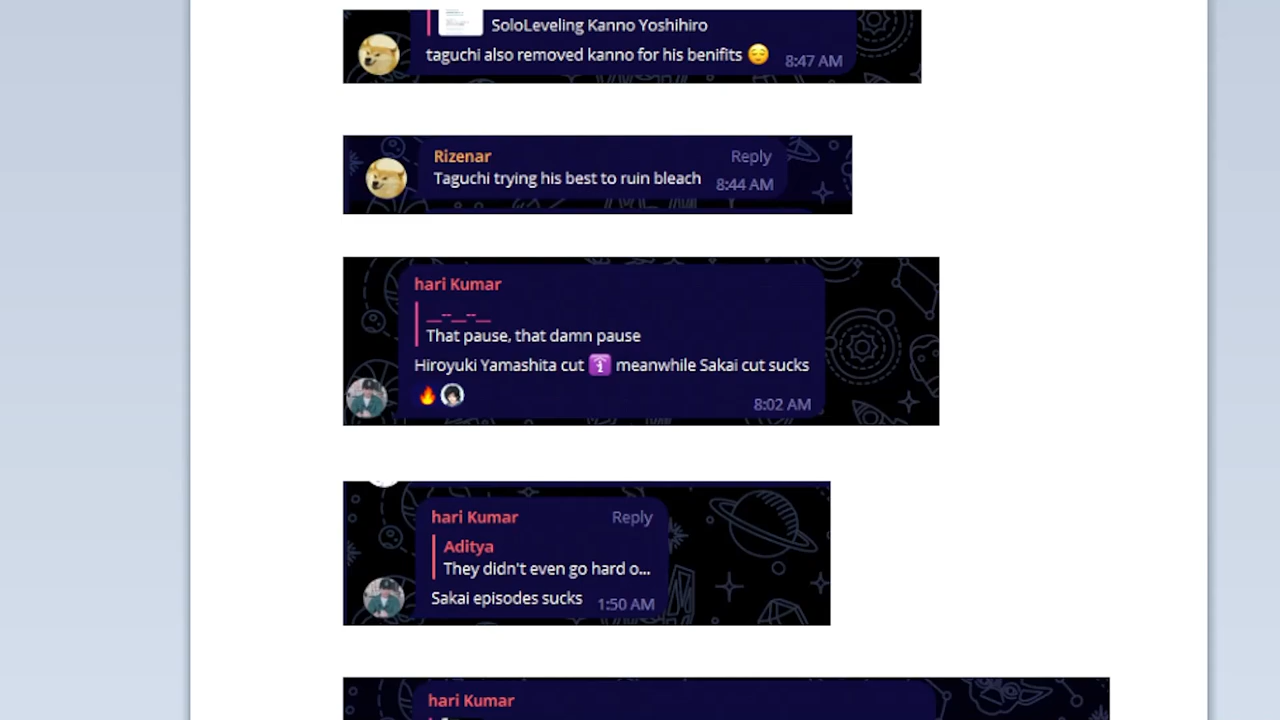 SoloLeveling Kanno Yoshihiro
taguchi also removed kanno for his benifits 😌 8:47 AM
Rizenar Reply
Taguchi trying his best to ruin bleach 8:44 AM
hari Kumar
__--__--__
That pause, that damn pause
Hiroyuki Yamashita cut 🛐 meanwhile Sakai cut sucks
🔥 8:02 AM
hari Kumar Reply
Aditya
They didn't even go hard o...
Sakai episodes sucks 1:50 AM
hari Kumar